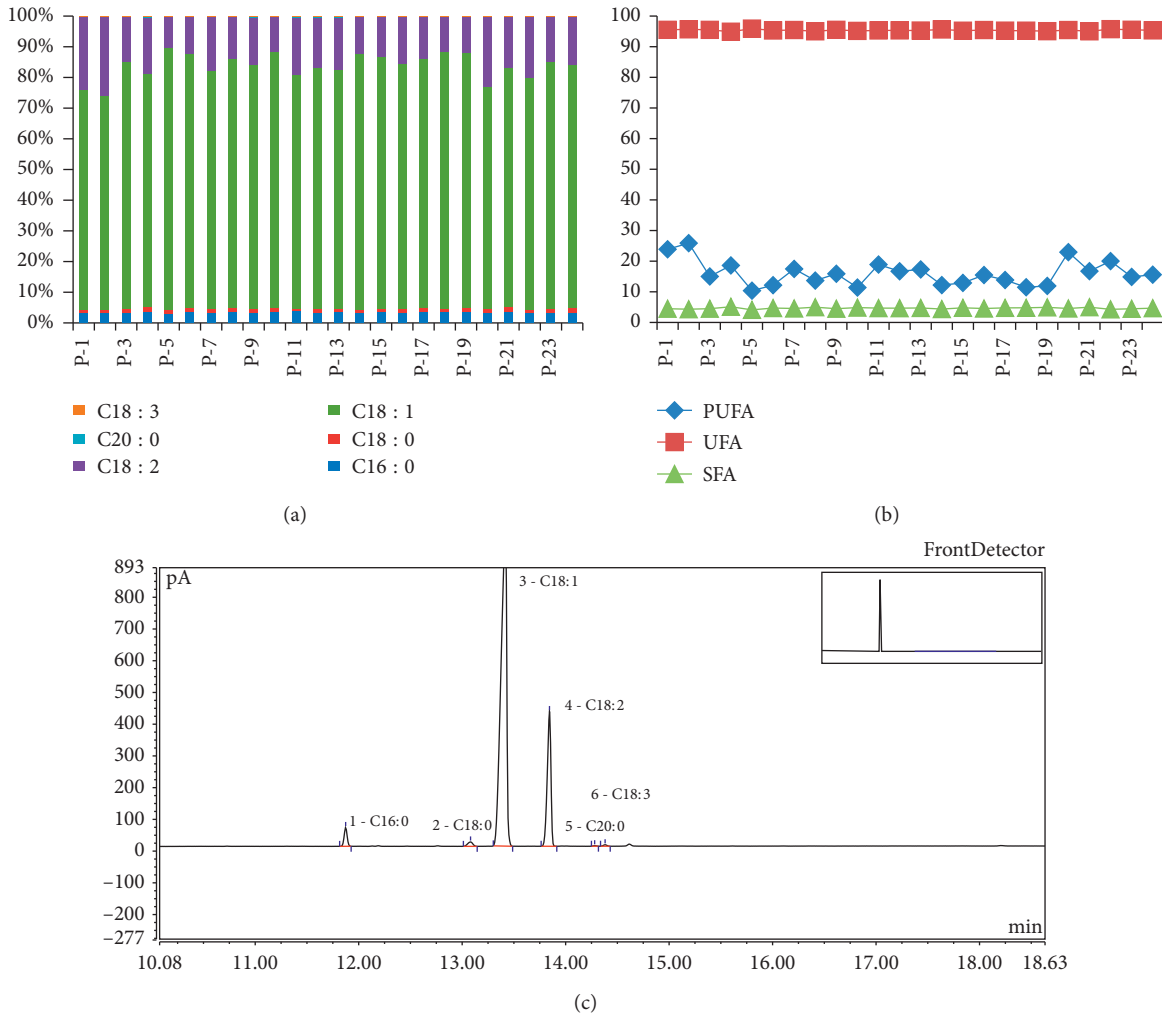 100%
90%
80%
70%
60%
50%
40%
30%
20%
10%
0%
P-1
P-3
P-5
P-7
P-9
P-11
P-13
P-15
P-17
P-19
P-21
P-23
C18 : 3
C20 : 0
C18 : 2
C18 : 1
C18 : 0
C16 : 0
(a)
100
90
80
70
60
50
40
30
20
10
0
P-1
P-3
P-5
P-7
P-9
P-11
P-13
P-15
P-17
P-19
P-21
P-23
PUFA
UFA
SFA
(b)
FrontDetector
893
800
700
600
500
400
300
200
100
0
−100
−200
−277
pA
1 - C16:0
2 - C18:0
3 - C18:1
4 - C18:2
6 - C18:3
5 - C20:0
min
10.08 11.00 12.00 13.00 14.00 15.00 16.00 17.00 18.00 18.63
(c)